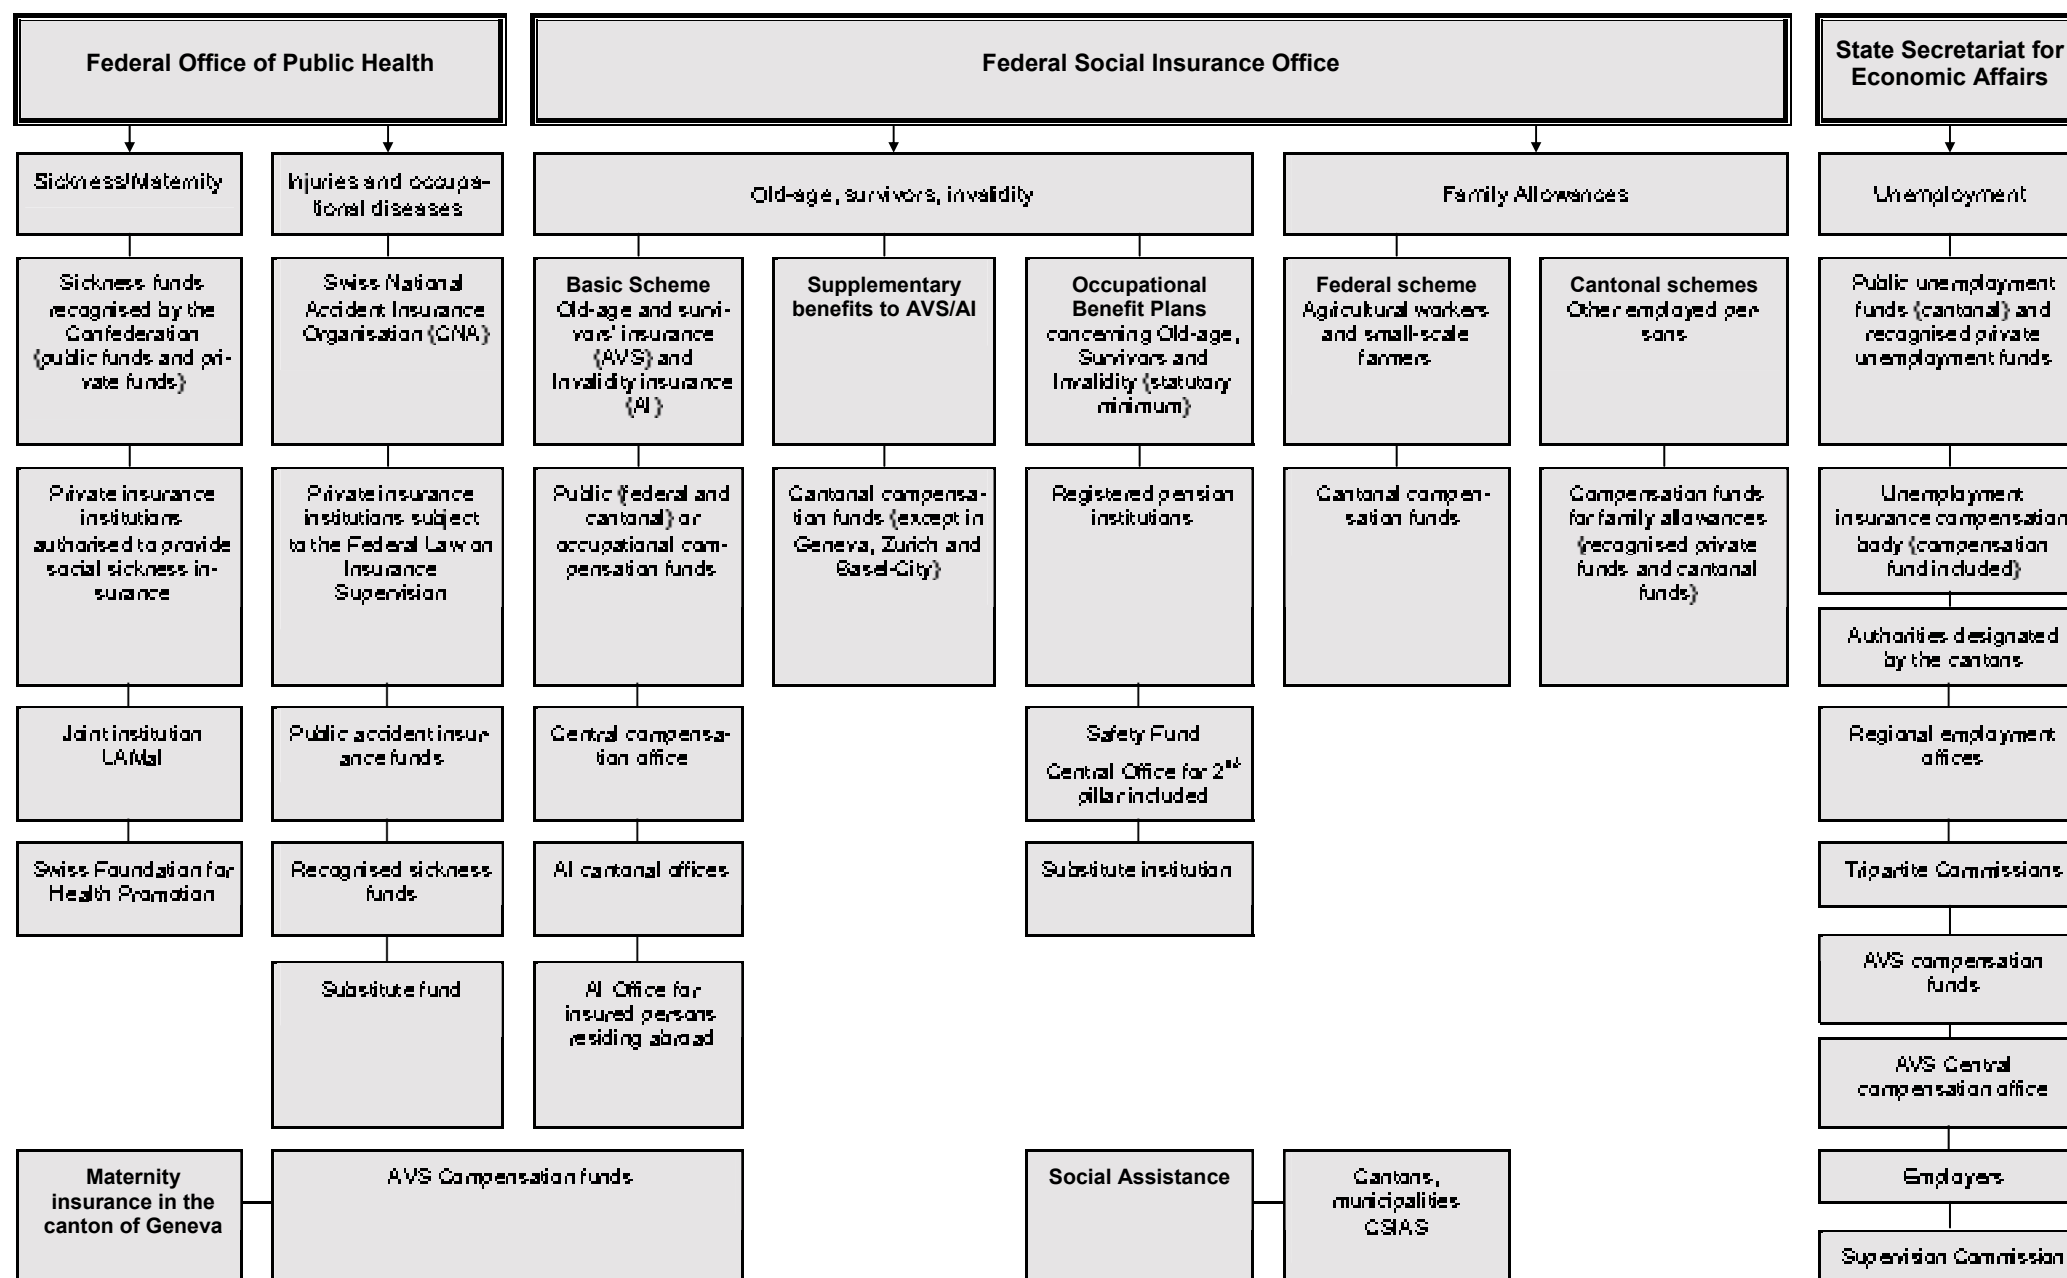 Federal Office of Public Health
Federal Social Insurance Office
State Secretariat for
Economic Affairs
Sickness/Maternity
Injuries and occupa-
tional diseases
Old-age, survivors, invalidity
Family Allowances
Unemployment
Sickness funds
recognised by the
Confederation
(public funds and pri-
vate funds)
Swiss National
Accident Insurance
Organisation (CNA)
Basic Scheme
Old-age and survi-
vors' insurance
(AVS) and
Invalidity insurance
(AI)
Supplementary
benefits to AVS/AI
Occupational
Benefit Plans
concerning Old-age,
Survivors and
Invalidity (statutory
minimum)
Federal scheme
Agricultural workers
and small-scale
farmers
Cantonal schemes
Other employed per-
sons
Public unemployment
funds (cantonal) and
recognised private
unemployment funds
Private insurance
institutions
authorised to provide
social sickness in-
surance
Private insurance
institutions subject
to the Federal Law on
Insurance
Supervision
Public (federal and
cantonal) or
occupational com-
pensation funds
Cantonal compensa-
tion funds (except in
Geneva, Zurich and
Basel-City)
Registered pension
institutions
Cantonal compen-
sation funds
Compensation funds
for family allowances
(recognised private
funds and cantonal
funds)
Unemployment
insurance compensation
body (compensation
fund included)
Authorities designated
by the cantons
Joint institution
LAMal
Public accident insur-
ance funds
Central compensa-
tion office
Safety Fund
Central Office for 2nd
pillar included
Regional employment
offices
Swiss Foundation for
Health Promotion
Recognised sickness
funds
AI cantonal offices
Substitute institution
Tripartite Commissions
Substitute fund
AI Office for
insured persons
residing abroad
AVS compensation
funds
AVS Central
compensation office
Maternity
insurance in the
canton of Geneva
AVS Compensation funds
Social Assistance
Cantons,
municipalities
CSIAS
Employers
Supervision Commission